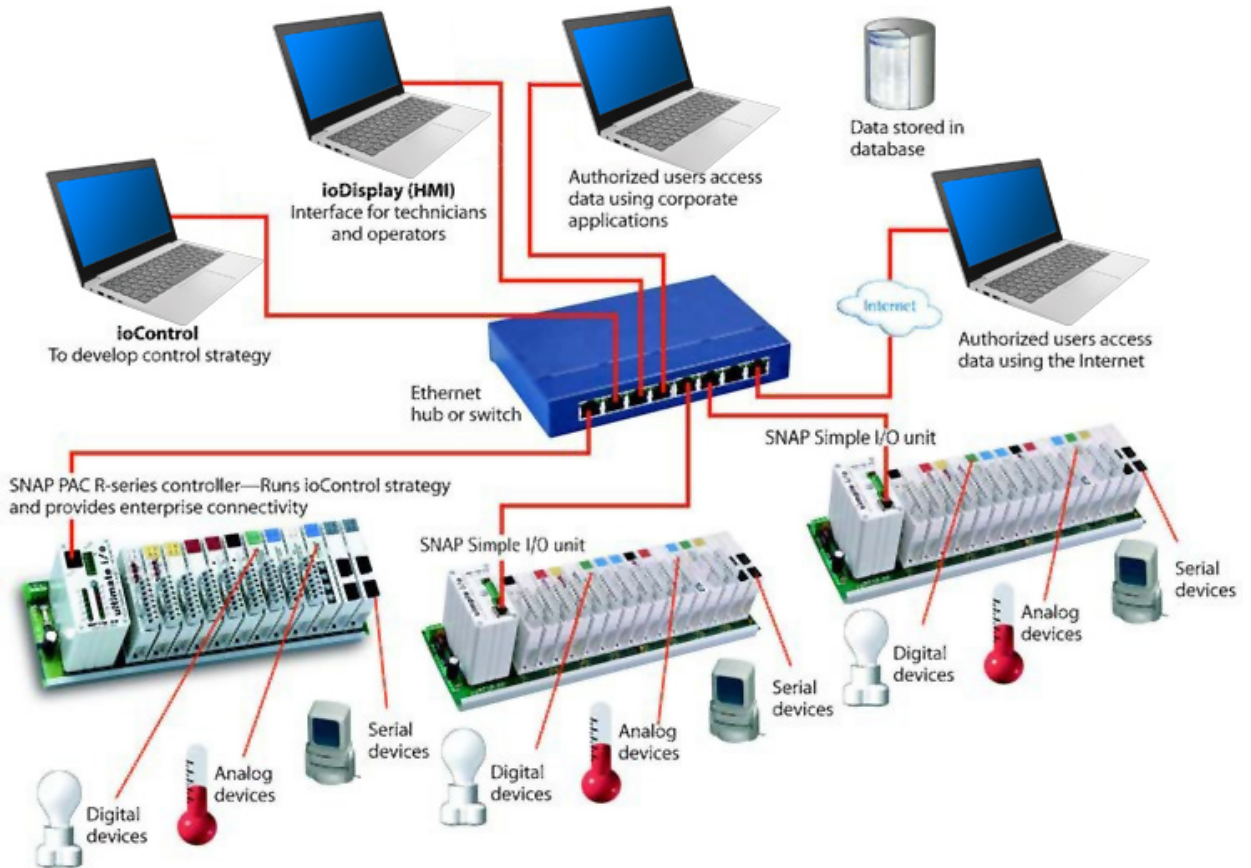 Data stored in
database
ioDisplay (HMI)
Interface for technicians
and operators
Authorized users access
data using corporate
applications
ioControl
To develop control strategy
Internet
Authorized users access
data using the Internet
Ethernet
hub or switch
SNAP Simple I/O unit
SNAP PAC R-series controller—Runs ioControl strategy
and provides enterprise connectivity
SNAP Simple I/O unit
ultimate I/O
Serial
devices
Analog
devices
Digital
devices
Serial
devices
Analog
devices
Digital
devices
Serial
devices
Analog
devices
Digital
devices